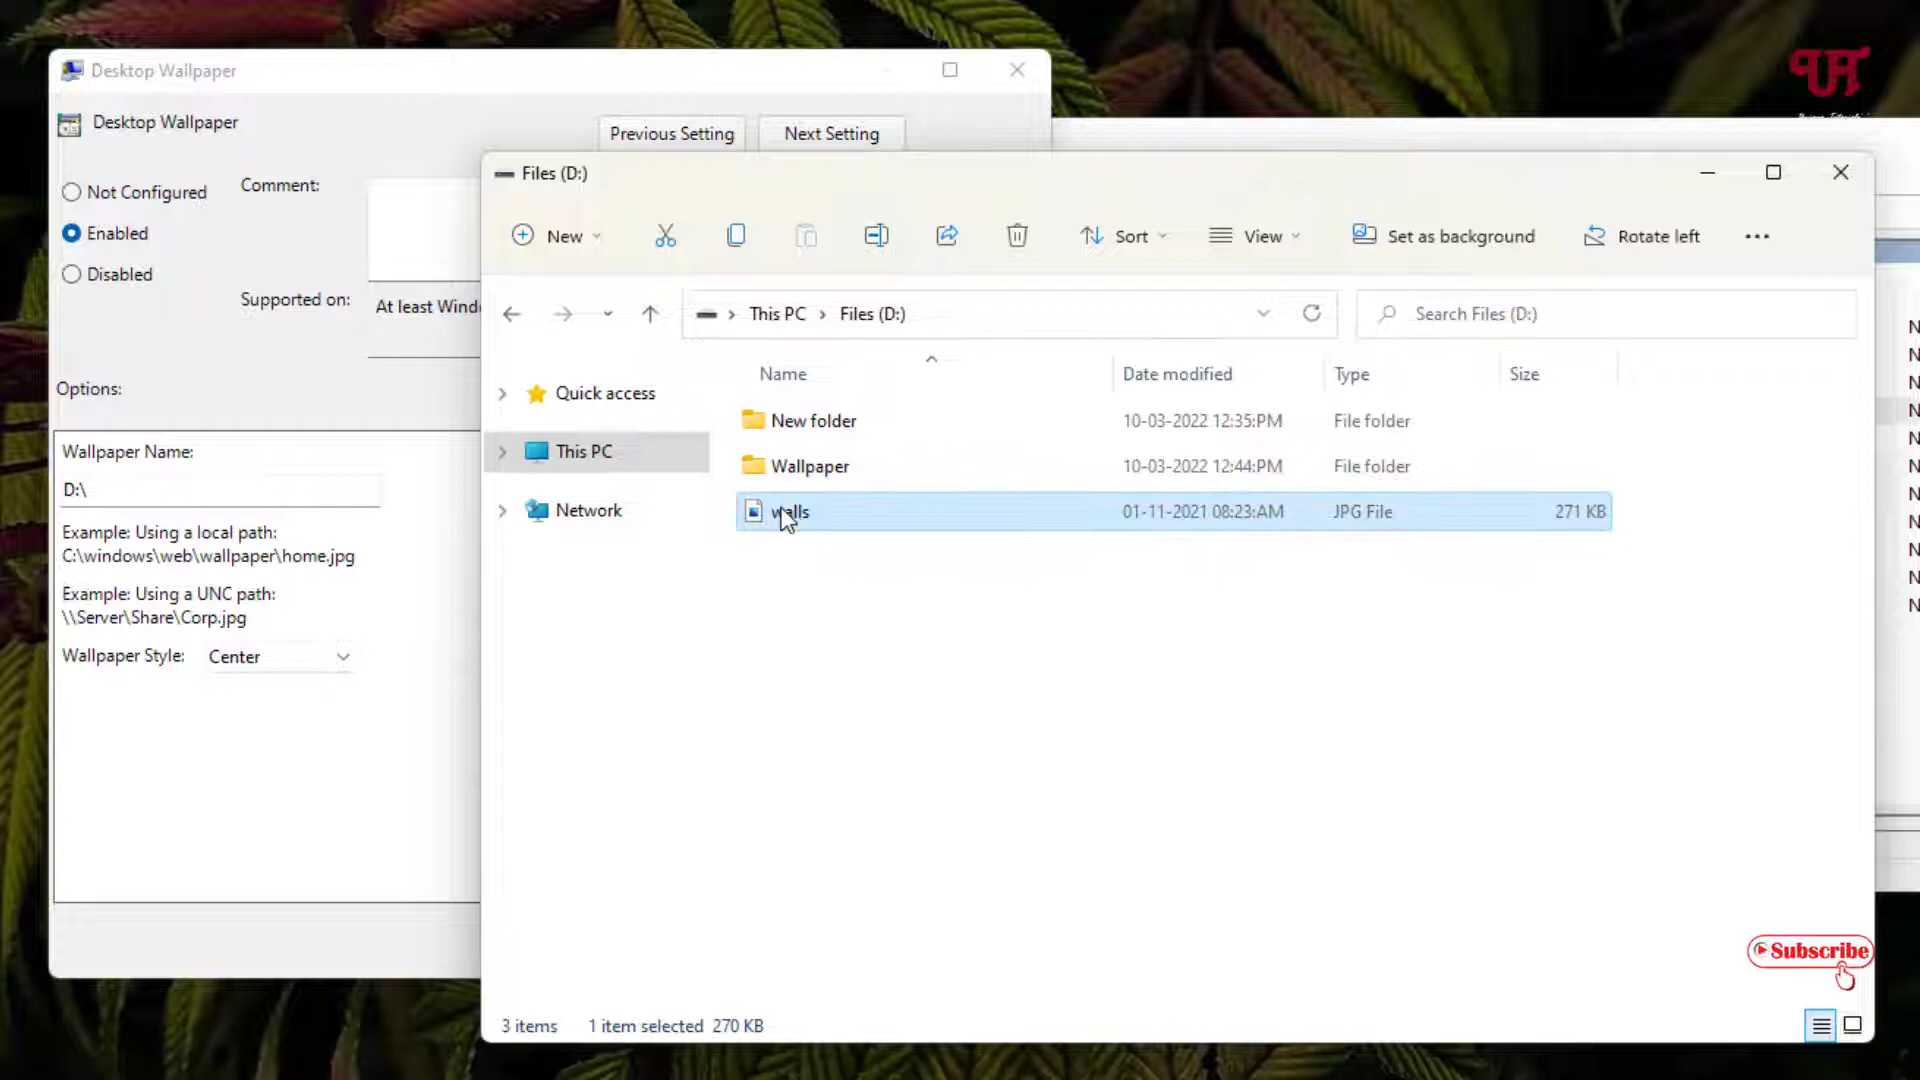 Desktop Wallpaper
Desktop Wallpaper
Previous Setting
Next Setting
Not Configured
Comment:
Enabled
Disabled
Supported on:
At least Wind
Options:
Wallpaper Name:
D:\
Example: Using a local path:
C:\windows\web\wallpaper\home.jpg
Example: Using a UNC path:
\\Server\Share\Corp.jpg
Wallpaper Style: Center
Files (D:)
New
Sort
View
Set as background
Rotate left
This PC > Files (D:)
Search Files (D:)
Quick access
This PC
Network
Name Date modified Type Size
New folder 10-03-2022 12:35:PM File folder
Wallpaper 10-03-2022 12:44:PM File folder
walls 01-11-2021 08:23:AM JPG File 271 KB
3 items 1 item selected 270 KB
N
N
N
N
N
N
N
N
N
N
N
Subscribe